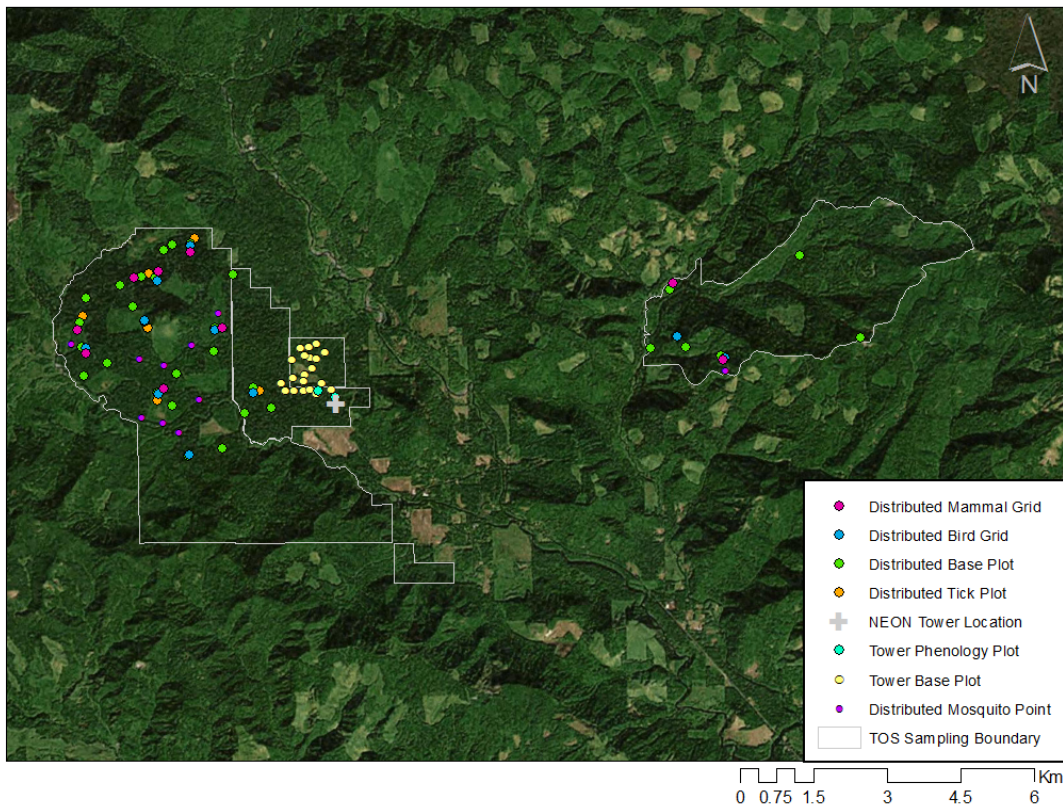 N
Distributed Mammal Grid
Distributed Bird Grid
Distributed Base Plot
Distributed Tick Plot
NEON Tower Location
Tower Phenology Plot
Tower Base Plot
Distributed Mosquito Point
TOS Sampling Boundary
Km
0 0.75 1.5 3 4.5 6